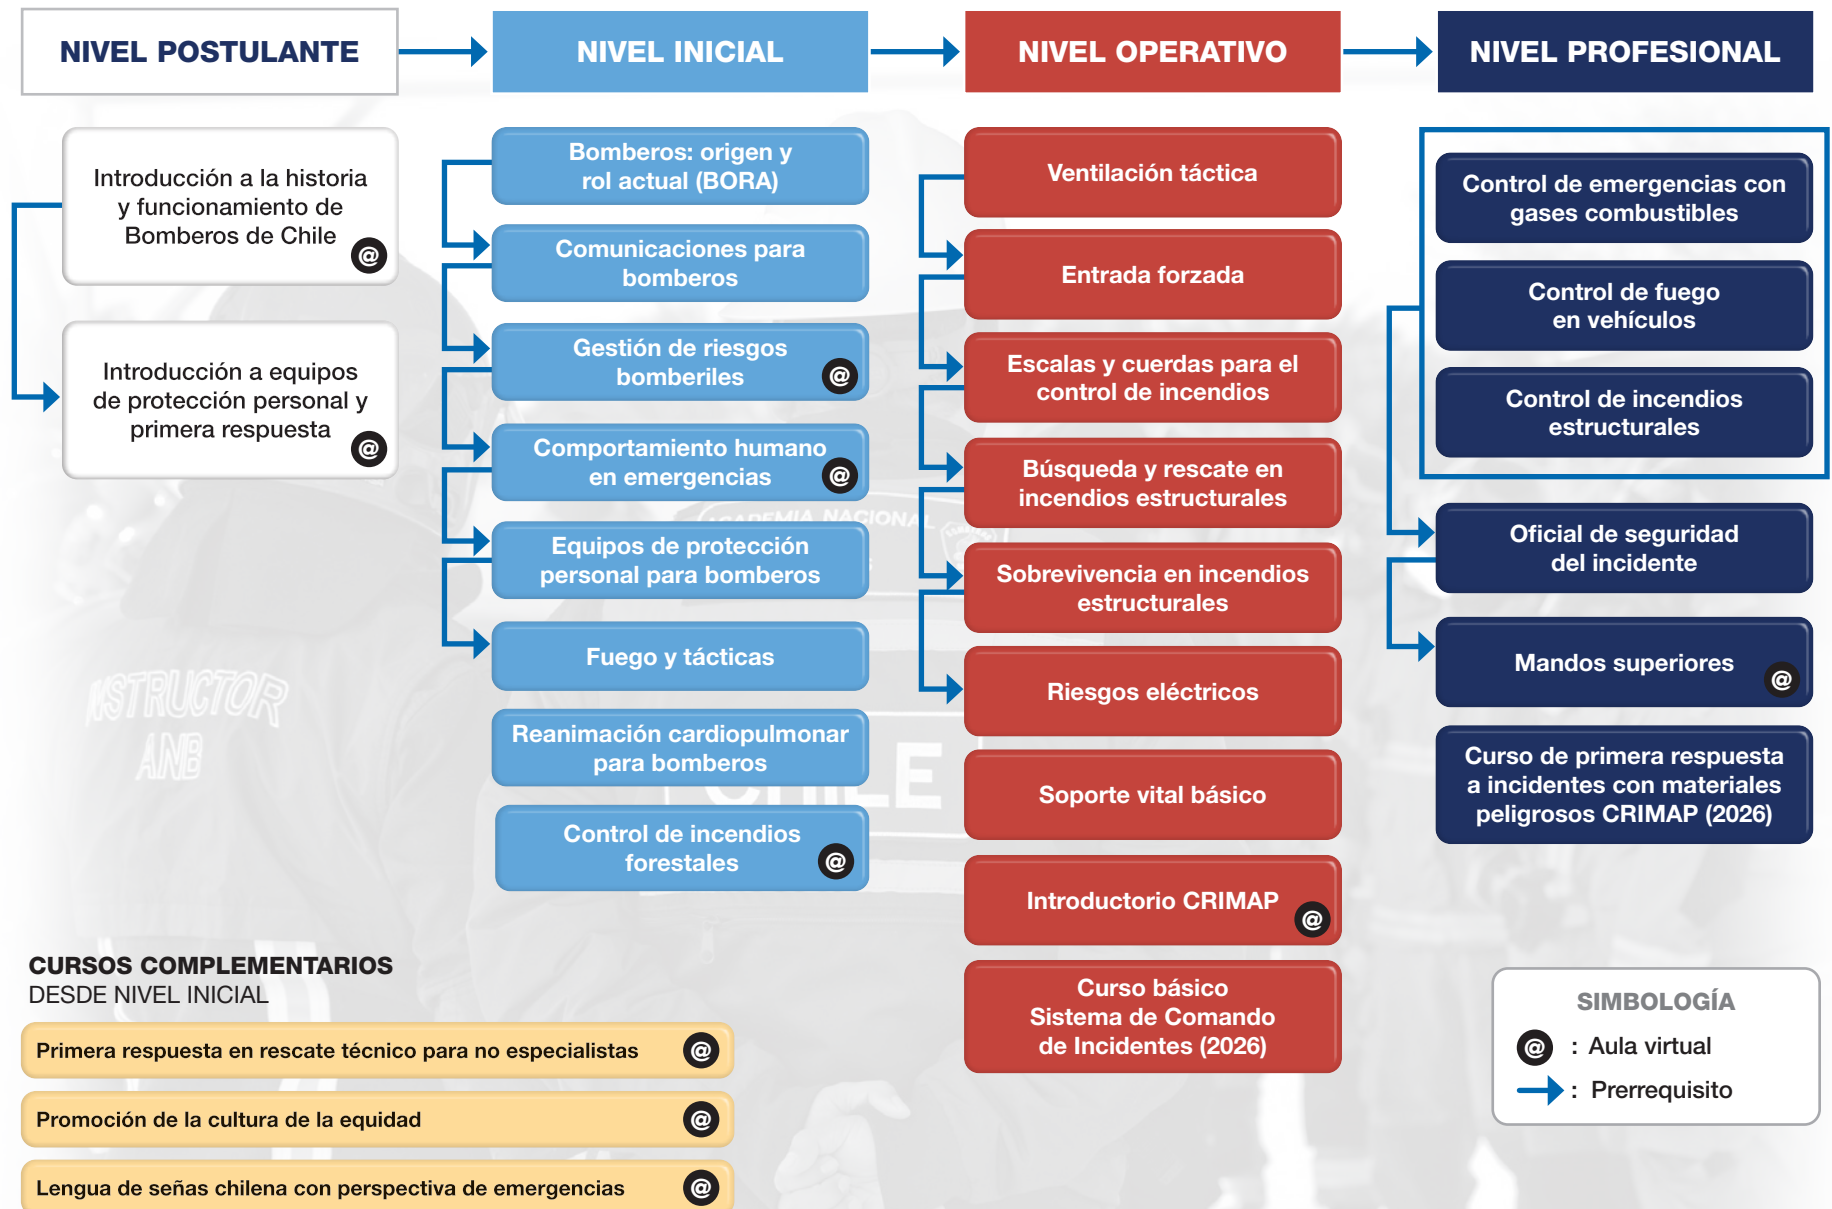 NIVEL POSTULANTE
NIVEL INICIAL
NIVEL OPERATIVO
NIVEL PROFESIONAL
Introducción a la historia
y funcionamiento de
Bomberos de Chile
@
Introducción a equipos
de protección personal y
primera respuesta
@
Bomberos: origen y
rol actual (BORA)
Comunicaciones para
bomberos
Gestión de riesgos
bomberiles
@
Comportamiento humano
en emergencias
@
Equipos de protección
personal para bomberos
Fuego y tácticas
Reanimación cardiopulmonar
para bomberos
Control de incendios
forestales
@
Ventilación táctica
Entrada forzada
Escalas y cuerdas para el
control de incendios
Búsqueda y rescate en
incendios estructurales
Sobrevivencia en incendios
estructurales
Riesgos eléctricos
Soporte vital básico
Introductorio CRIMAP
@
Curso básico
Sistema de Comando
de Incidentes (2026)
Control de emergencias con
gases combustibles
Control de fuego
en vehículos
Control de incendios
estructurales
Oficial de seguridad
del incidente
Mandos superiores
@
Curso de primera respuesta
a incidentes con materiales
peligrosos CRIMAP (2026)
CURSOS COMPLEMENTARIOS
DESDE NIVEL INICIAL
Primera respuesta en rescate técnico para no especialistas @
Promoción de la cultura de la equidad @
Lengua de señas chilena con perspectiva de emergencias @
SIMBOLOGÍA
@ : Aula virtual
: Prerrequisito
INSTRUCTOR
ANB
ACADEMIA NACIONAL
CHILE